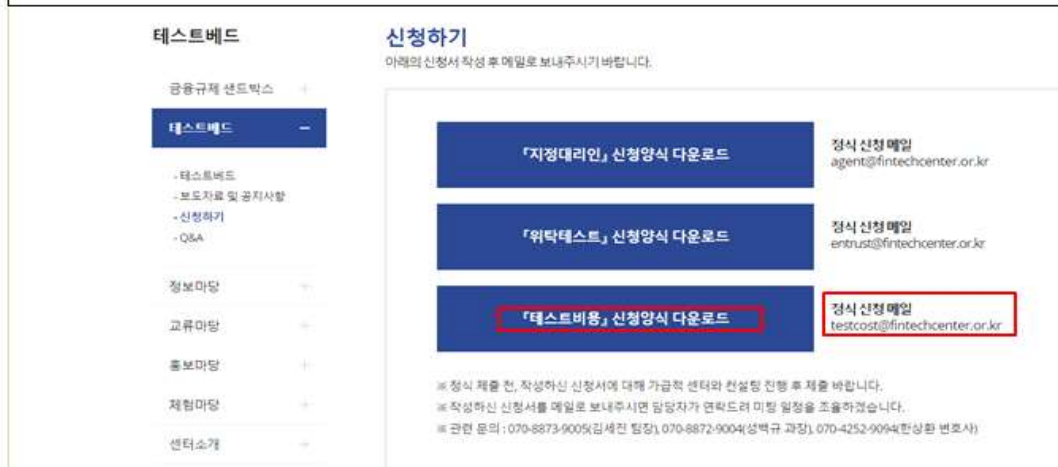 테스트베드
금융규제 샌드박스
테스트베드
- 테스트베드
- 보도자료 및 공지사항
- 신청하기
- Q&A
정보마당
교류마당
홍보마당
체험마당
센터소개
신청하기
아래의 신청서 작성 후 메일로 보내주시기 바랍니다.
『지정대리인』 신청양식 다운로드
정식 신청 메일
agent@fintechcenter.or.kr
『위탁테스트』 신청양식 다운로드
정식 신청 메일
entrust@fintechcenter.or.kr
『테스트비용』 신청양식 다운로드
정식 신청 메일
testcost@fintechcenter.or.kr
※ 정식 제출 전, 작성하신 신청서에 대해 가급적 센터와 컨설팅 진행 후 제출 바랍니다.
※ 작성하신 신청서를 메일로 보내주시면 담당자가 연락드려 미팅 일정을 조율하겠습니다.
※ 관련 문의 : 070-8873-9005(김세진 팀장), 070-8872-9004(성백규 과장), 070-4252-9094(한상환 변호사)